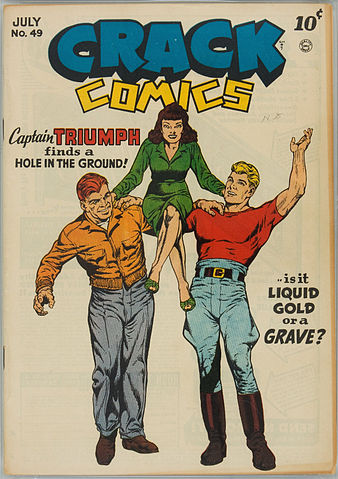 JULY
No. 49
CRACK
COMICS
10¢
Captain TRIUMPH
finds a
HOLE IN THE GROUND!
..is it
LIQUID
GOLD
or a
GRAVE?